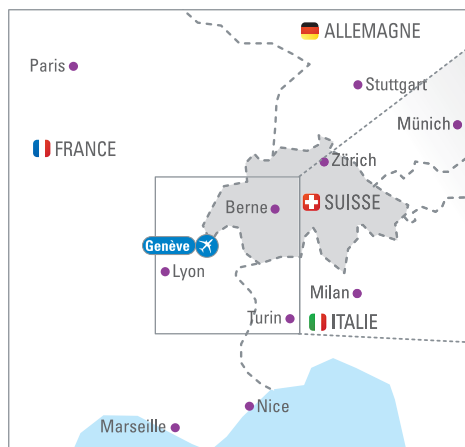 ALLEMAGNE
Paris
Stuttgart
Münich
FRANCE
Zürich
Berne
SUISSE
Genève
Lyon
Milan
Turin
ITALIE
Nice
Marseille